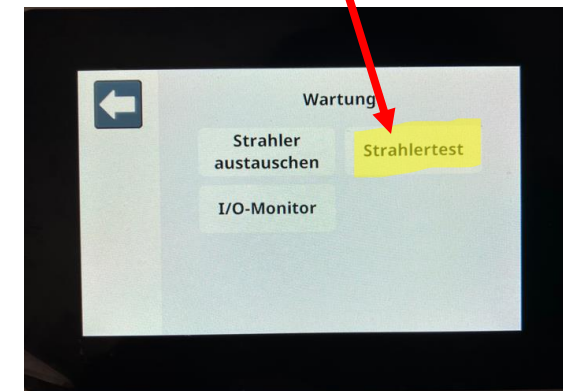 Wartung
Strahler
austauschen
Strahlertest
I/O-Monitor